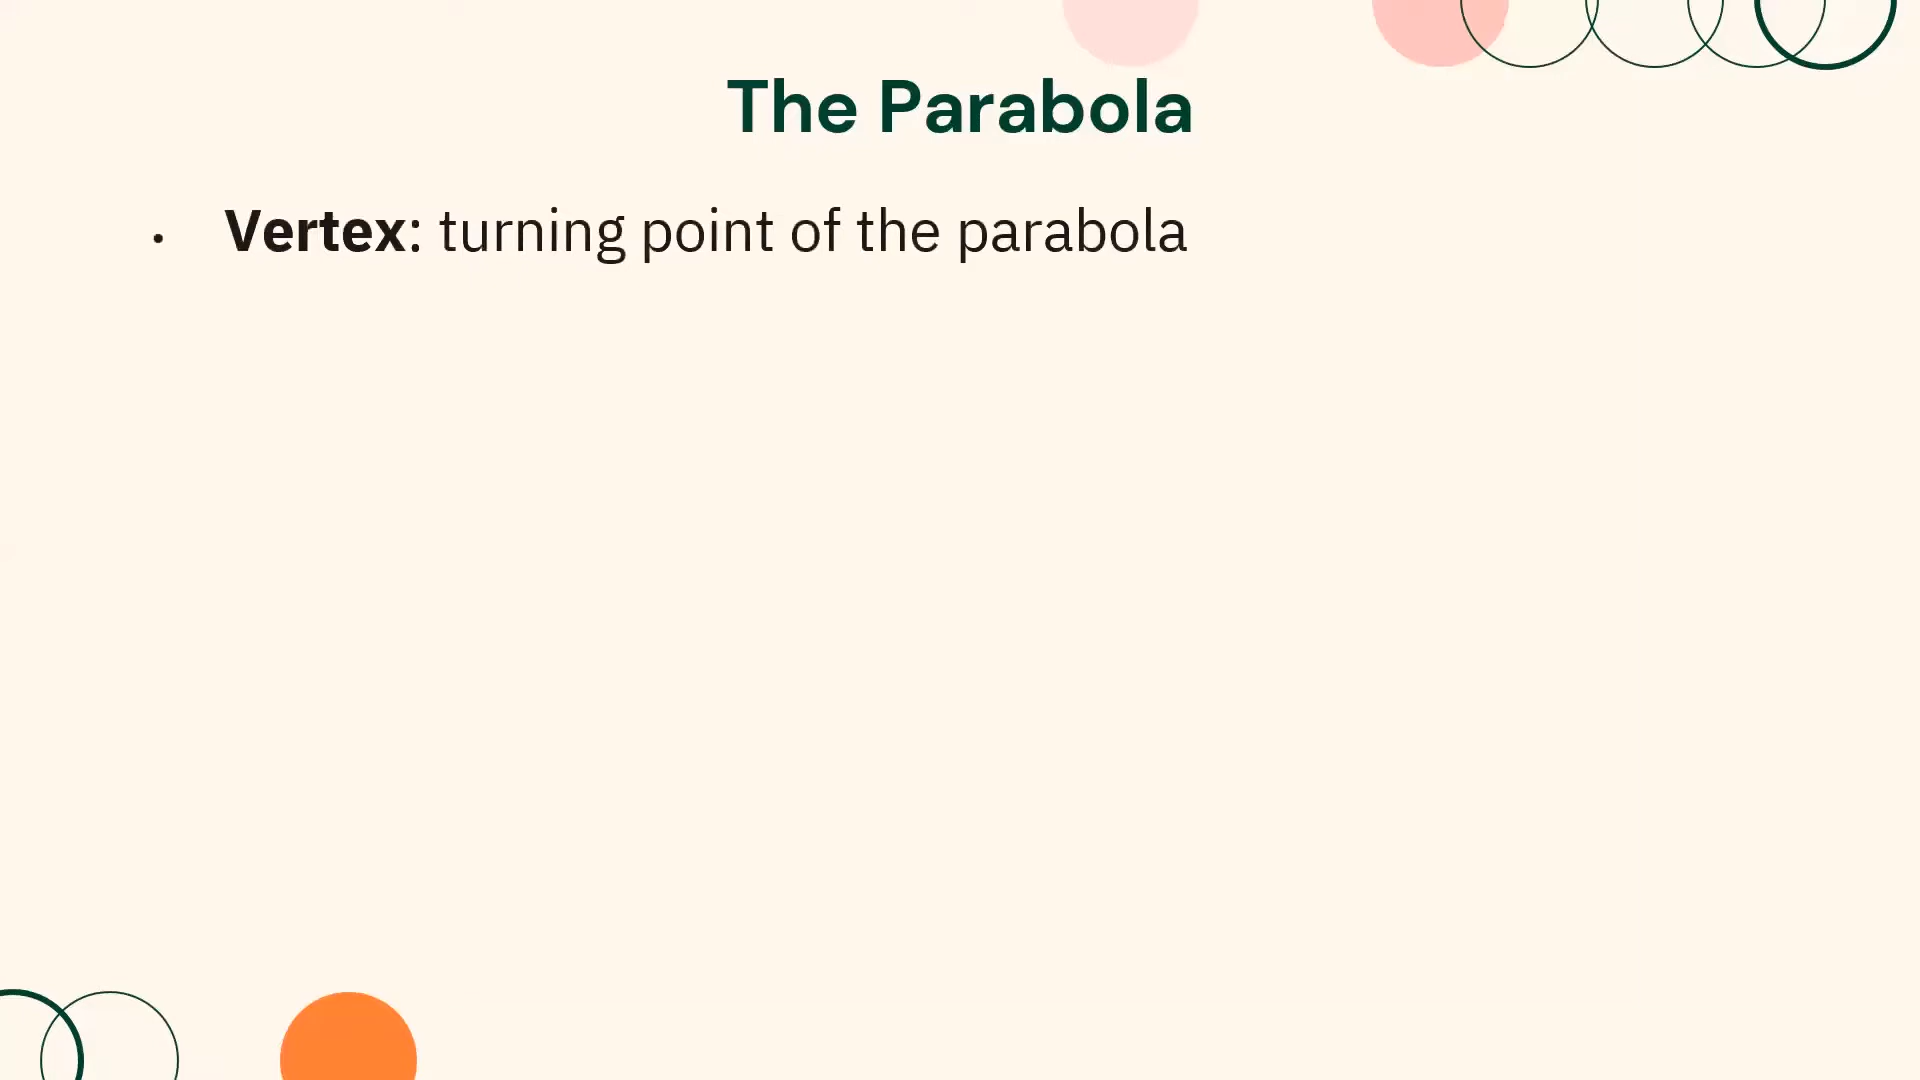 The Parabola
• Vertex: turning point of the parabola